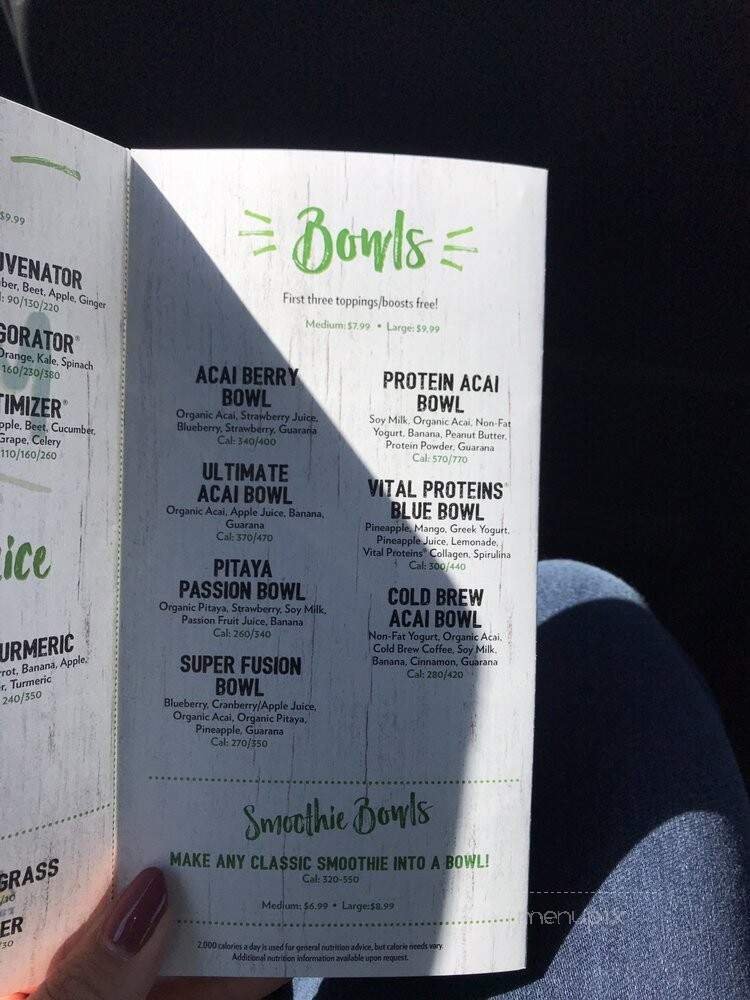 $9.99
ber, Beet, Apple, Ginger
90/130/220
Orange, Kale, Spinach
160/230/380
Beet, Cucumber,
Grape, Celery
110/160/260
Banana, Apple,
Turmeric
240/350
Bowls
First three toppings/boosts free!
Medium: $7.99 • Large: $9.99
ACAI BERRY
BOWL
Organic Acai, Strawberry Juice,
Blueberry, Strawberry, Guarana
Cal: 340/400
ULTIMATE
ACAI BOWL
Organic Acai, Apple Juice, Banana,
Guarana
Cal: 370/470
PITAYA
PASSION BOWL
Organic Pitaya, Strawberry, Soy Milk,
Passion Fruit Juice, Banana
Cal: 260/340
SUPER FUSION
BOWL
Blueberry, Cranberry/Apple Juice,
Organic Acai, Organic Pitaya,
Pineapple, Guarana
Cal: 270/350
PROTEIN ACAI
BOWL
Soy Milk, Organic Acai, Non-Fat
Yogurt, Banana, Peanut Butter,
Protein Powder, Guarana
Cal: 570/770
VITAL PROTEINS®
BLUE BOWL
Pineapple, Mango, Greek Yogurt,
Pineapple Juice, Lemonade,
Vital Proteins® Collagen, Spirulina
Cal: 300/440
COLD BREW
ACAI BOWL
Non-Fat Yogurt, Organic Acai,
Cold Brew Coffee, Soy Milk,
Banana, Cinnamon, Guarana
Cal: 280/420
Smoothie Bowls
MAKE ANY CLASSIC SMOOTHIE INTO A BOWL!
Cal: 320-550
Medium: $6.99 • Large:$8.99
2,000 calories a day is used for general nutrition advice, but calorie needs vary.
Additional nutrition information available upon request.
menupix